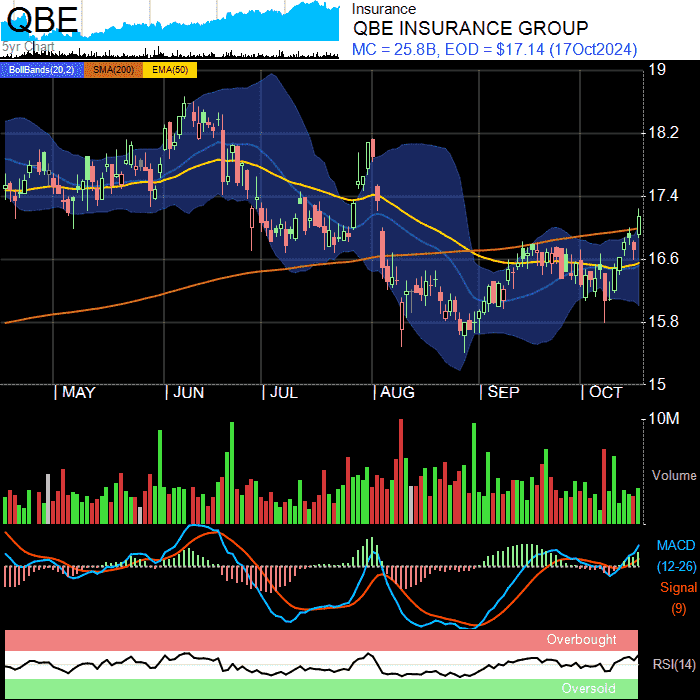 QBE
5yr Chart
Insurance
QBE INSURANCE GROUP
MC = 25.8B, EOD = $17.14 (17Oct2024)
BollBands(20,2) SMA(200) EMA(50)
19
18.2
17.4
16.6
15.8
15
MAY JUN JUL AUG SEP OCT
10M
Volume
MACD
(12-26)
Signal
(9)
Overbought
RSI(14)
Oversold